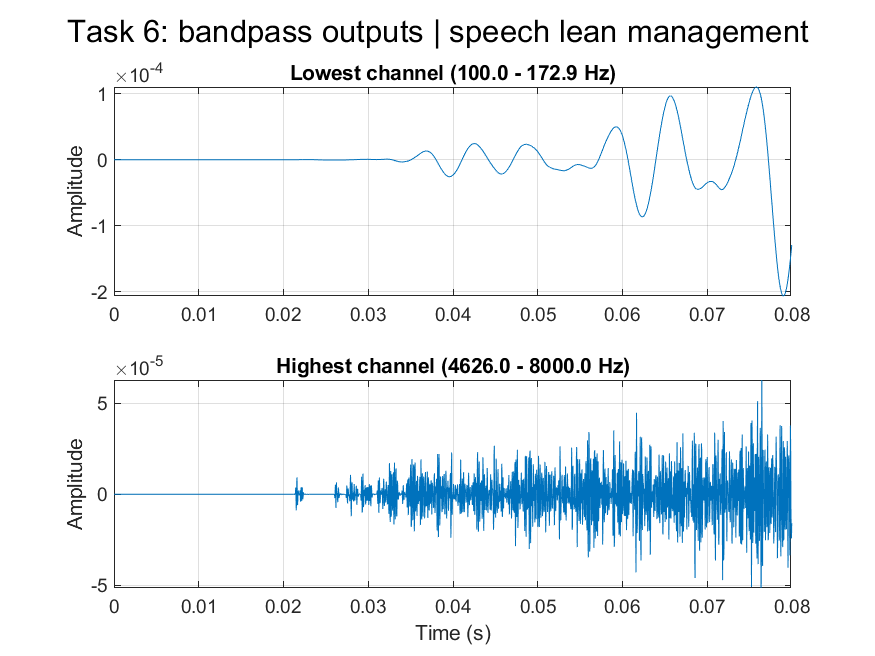 Task 6: bandpass outputs | speech lean management
Lowest channel (100.0 - 172.9 Hz)
×10-4
Amplitude
1
0
-1
-2
0 0.01 0.02 0.03 0.04 0.05 0.06 0.07 0.08
Highest channel (4626.0 - 8000.0 Hz)
×10-5
Amplitude
5
0
-5
0 0.01 0.02 0.03 0.04 0.05 0.06 0.07 0.08
Time (s)